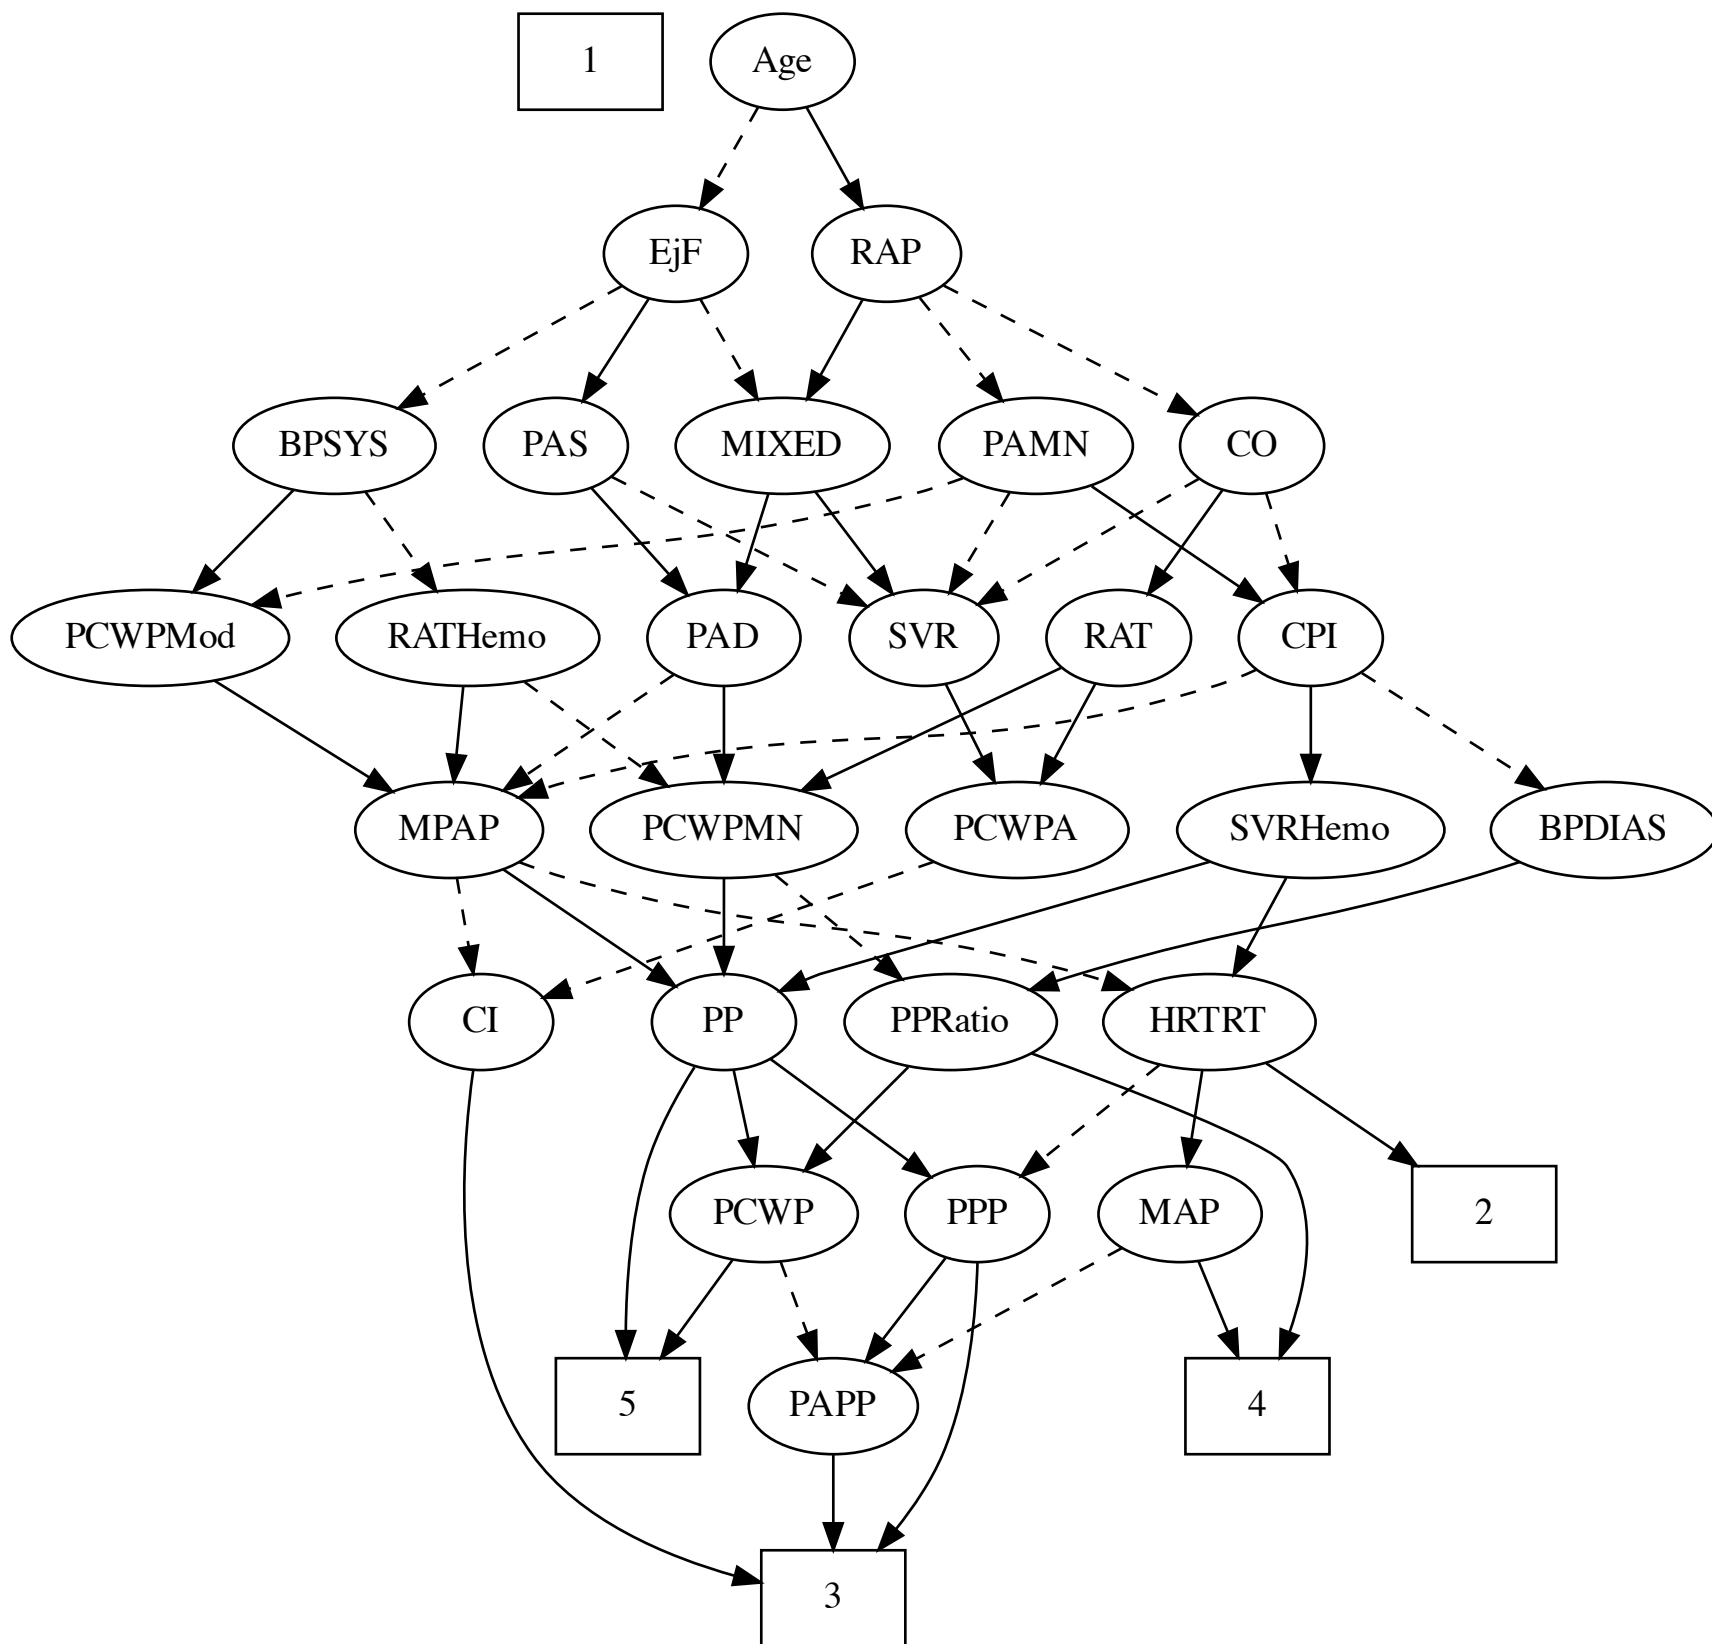 1
Age
EjF
RAP
BPSYS
PAS
MIXED
PAMN
CO
PCWPMod
RATHemo
PAD
SVR
RAT
CPI
MPAP
PCWPMN
PCWPA
SVRHemo
BPDIAS
CI
PP
PPRatio
HRTRT
PCWP
PPP
MAP
2
5
PAPP
4
3